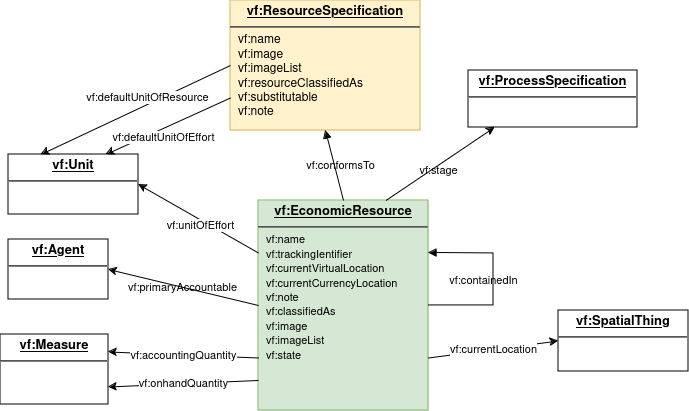 vf:ResourceSpecification
vf:name
vf:image
vf:imageList
vf:resourceClassifiedAs
vf:substitutable
vf:note
vf:ProcessSpecification
vf:defaultUnitOfResource
vf:defaultUnitOfEffort
vf:Unit
vf:conformsTo
vf:stage
vf:unitOfEffort
vf:EconomicResource
vf:name
vf:trackingIdentifier
vf:currentVirtualLocation
vf:currentCurrencyLocation
vf:note
vf:classifiedAs
vf:image
vf:imageList
vf:state
vf:Agent
vf:primaryAccountable
vf:containedIn
vf:SpatialThing
vf:currentLocation
vf:Measure
vf:accountingQuantity
vf:onhandQuantity